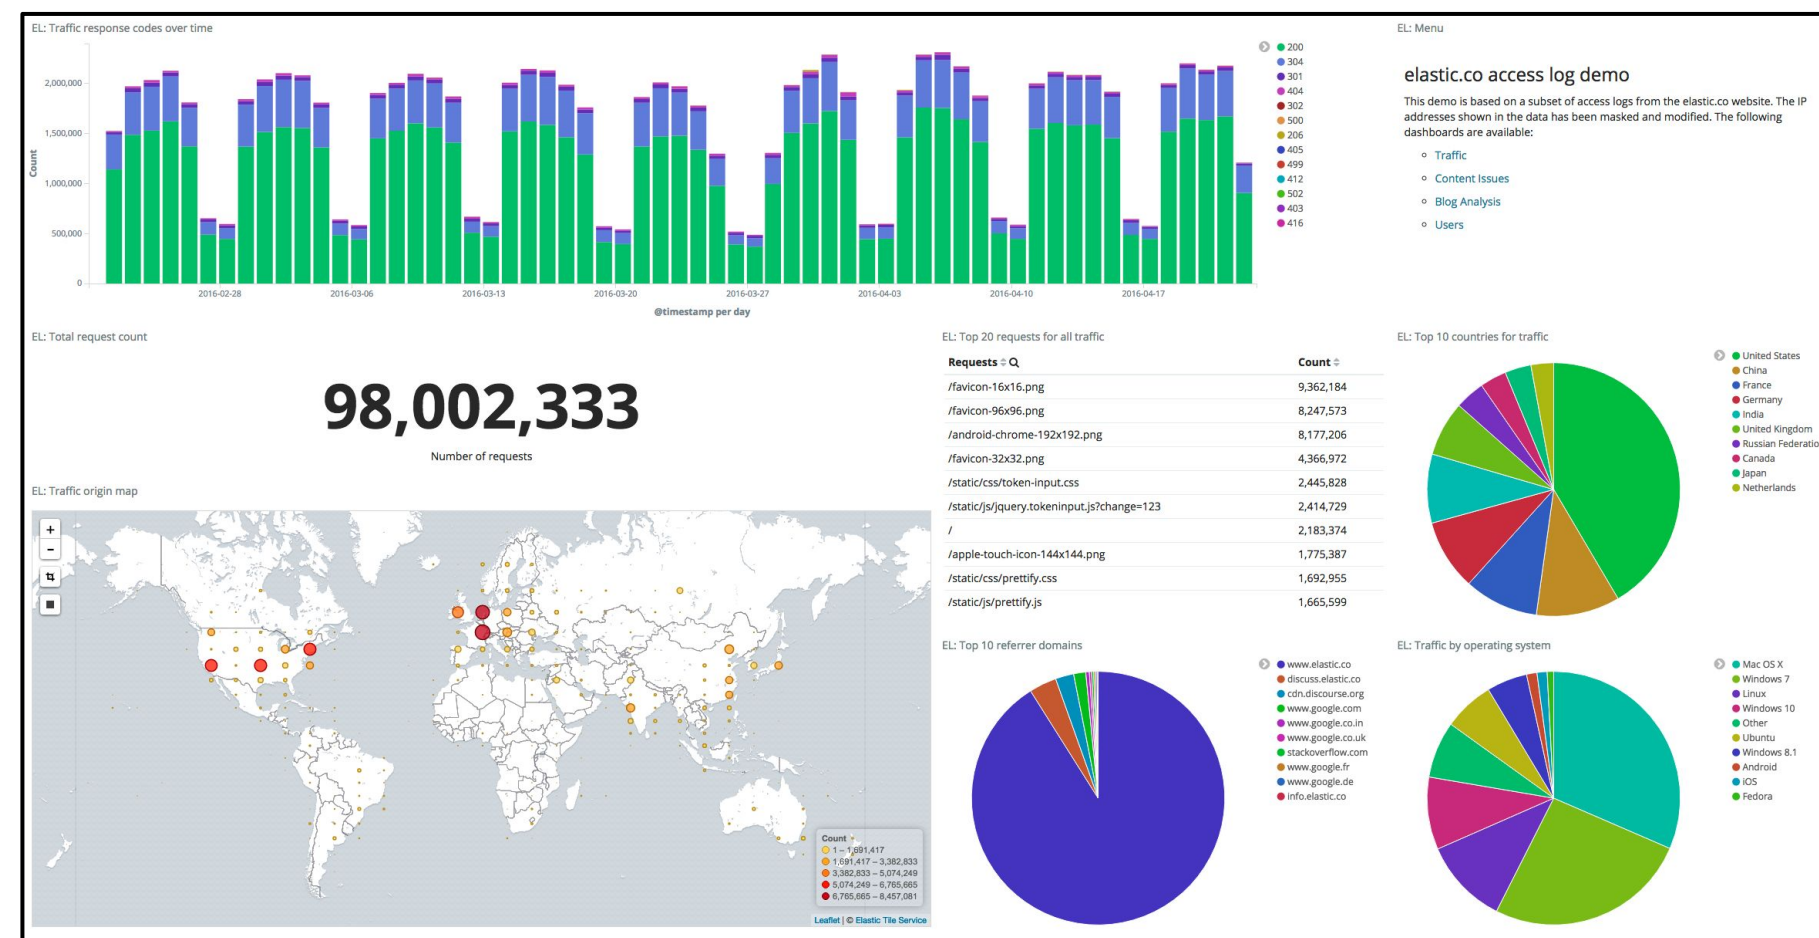 EL: Traffic response codes over time
Count
2,000,000
1,500,000
1,000,000
500,000
0
2016-02-28
2016-03-06
2016-03-13
2016-03-20
2016-03-27
2016-04-03
2016-04-10
2016-04-17
@timestamp per day
200
304
301
404
302
500
206
405
499
412
502
403
416
EL: Menu
elastic.co access log demo
This demo is based on a subset of access logs from the elastic.co website. The IP
addresses shown in the data has been masked and modified. The following
dashboards are available:
Traffic
Content Issues
Blog Analysis
Users
EL: Total request count
98,002,333
Number of requests
EL: Traffic origin map
+
−
Count
1 – 1,691,417
1,691,417 – 3,382,833
3,382,833 – 5,074,249
5,074,249 – 6,765,665
6,765,665 – 8,457,081
Leaflet | © Elastic Tile Service
EL: Top 20 requests for all traffic
Requests Count
/favicon-16x16.png 9,362,184
/favicon-96x96.png 8,247,573
/android-chrome-192x192.png 8,177,206
/favicon-32x32.png 4,366,972
/static/css/token-input.css 2,445,828
/static/js/jquery.tokeninput.js?change=123 2,414,729
/ 2,183,374
/apple-touch-icon-144x144.png 1,775,387
/static/css/prettify.css 1,692,955
/static/js/prettify.js 1,665,599
EL: Top 10 countries for traffic
United States
China
France
Germany
India
United Kingdom
Russian Federatio
Canada
Japan
Netherlands
EL: Top 10 referrer domains
www.elastic.co
discuss.elastic.co
cdn.discourse.org
www.google.com
www.google.co.in
www.google.co.uk
stackoverflow.com
www.google.fr
www.google.de
info.elastic.co
EL: Traffic by operating system
Mac OS X
Windows 7
Linux
Windows 10
Other
Ubuntu
Windows 8.1
Android
iOS
Fedora